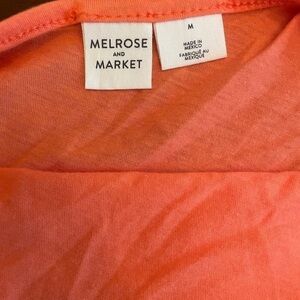 MELROSE
AND
MARKET
M
MADE IN
MEXICO
FABRIQUÉ AU
MEXIQUE